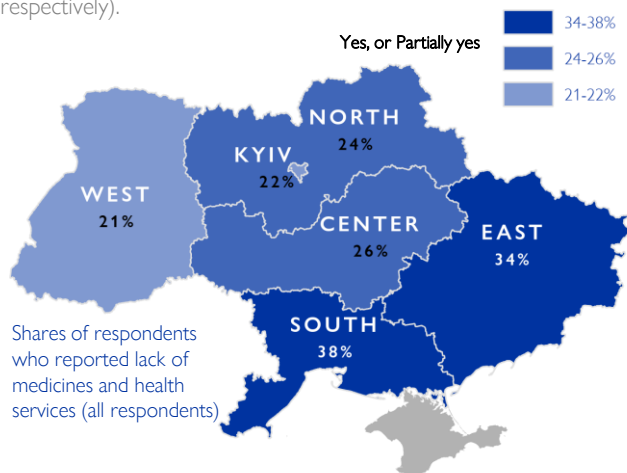 respectively).
Yes, or Partially yes
34-38%
24-26%
21-22%
NORTH
24%
KYIV
22%
WEST
21%
CENTER
26%
EAST
34%
SOUTH
38%
Shares of respondents
who reported lack of
medicines and health
services (all respondents)